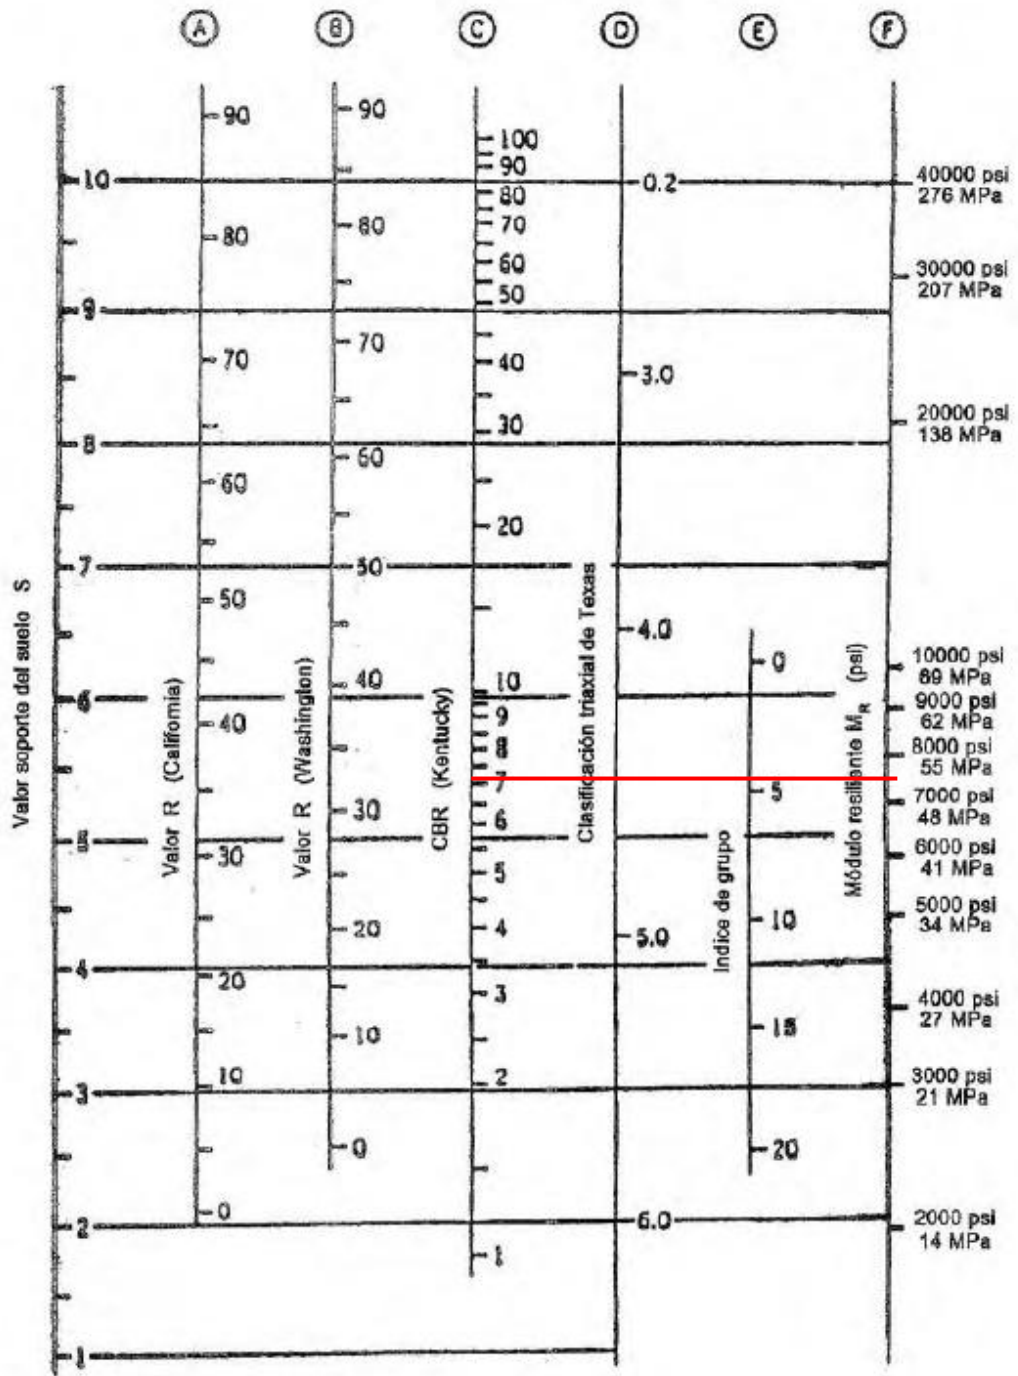 A B C D E F
Valor soporte del suelo S
10
9
8
7
6
5
4
3
2
1
Valor R (California)
90
80
70
60
50
40
30
20
10
0
Valor R (Washington)
90
80
70
60
50
40
30
20
10
0
CBR (Kentucky)
100
90
80
70
60
50
40
30
20
10
9
8
7
6
5
4
3
2
1
Clasificación triaxial de Texas
0.2
3.0
4.0
5.0
6.0
Indice de grupo
0
5
10
15
20
Módulo resiliente M_R (psi)
40000 psi
276 MPa
30000 psi
207 MPa
20000 psi
138 MPa
10000 psi
69 MPa
9000 psi
62 MPa
8000 psi
55 MPa
7000 psi
48 MPa
6000 psi
41 MPa
5000 psi
34 MPa
4000 psi
27 MPa
3000 psi
21 MPa
2000 psi
14 MPa